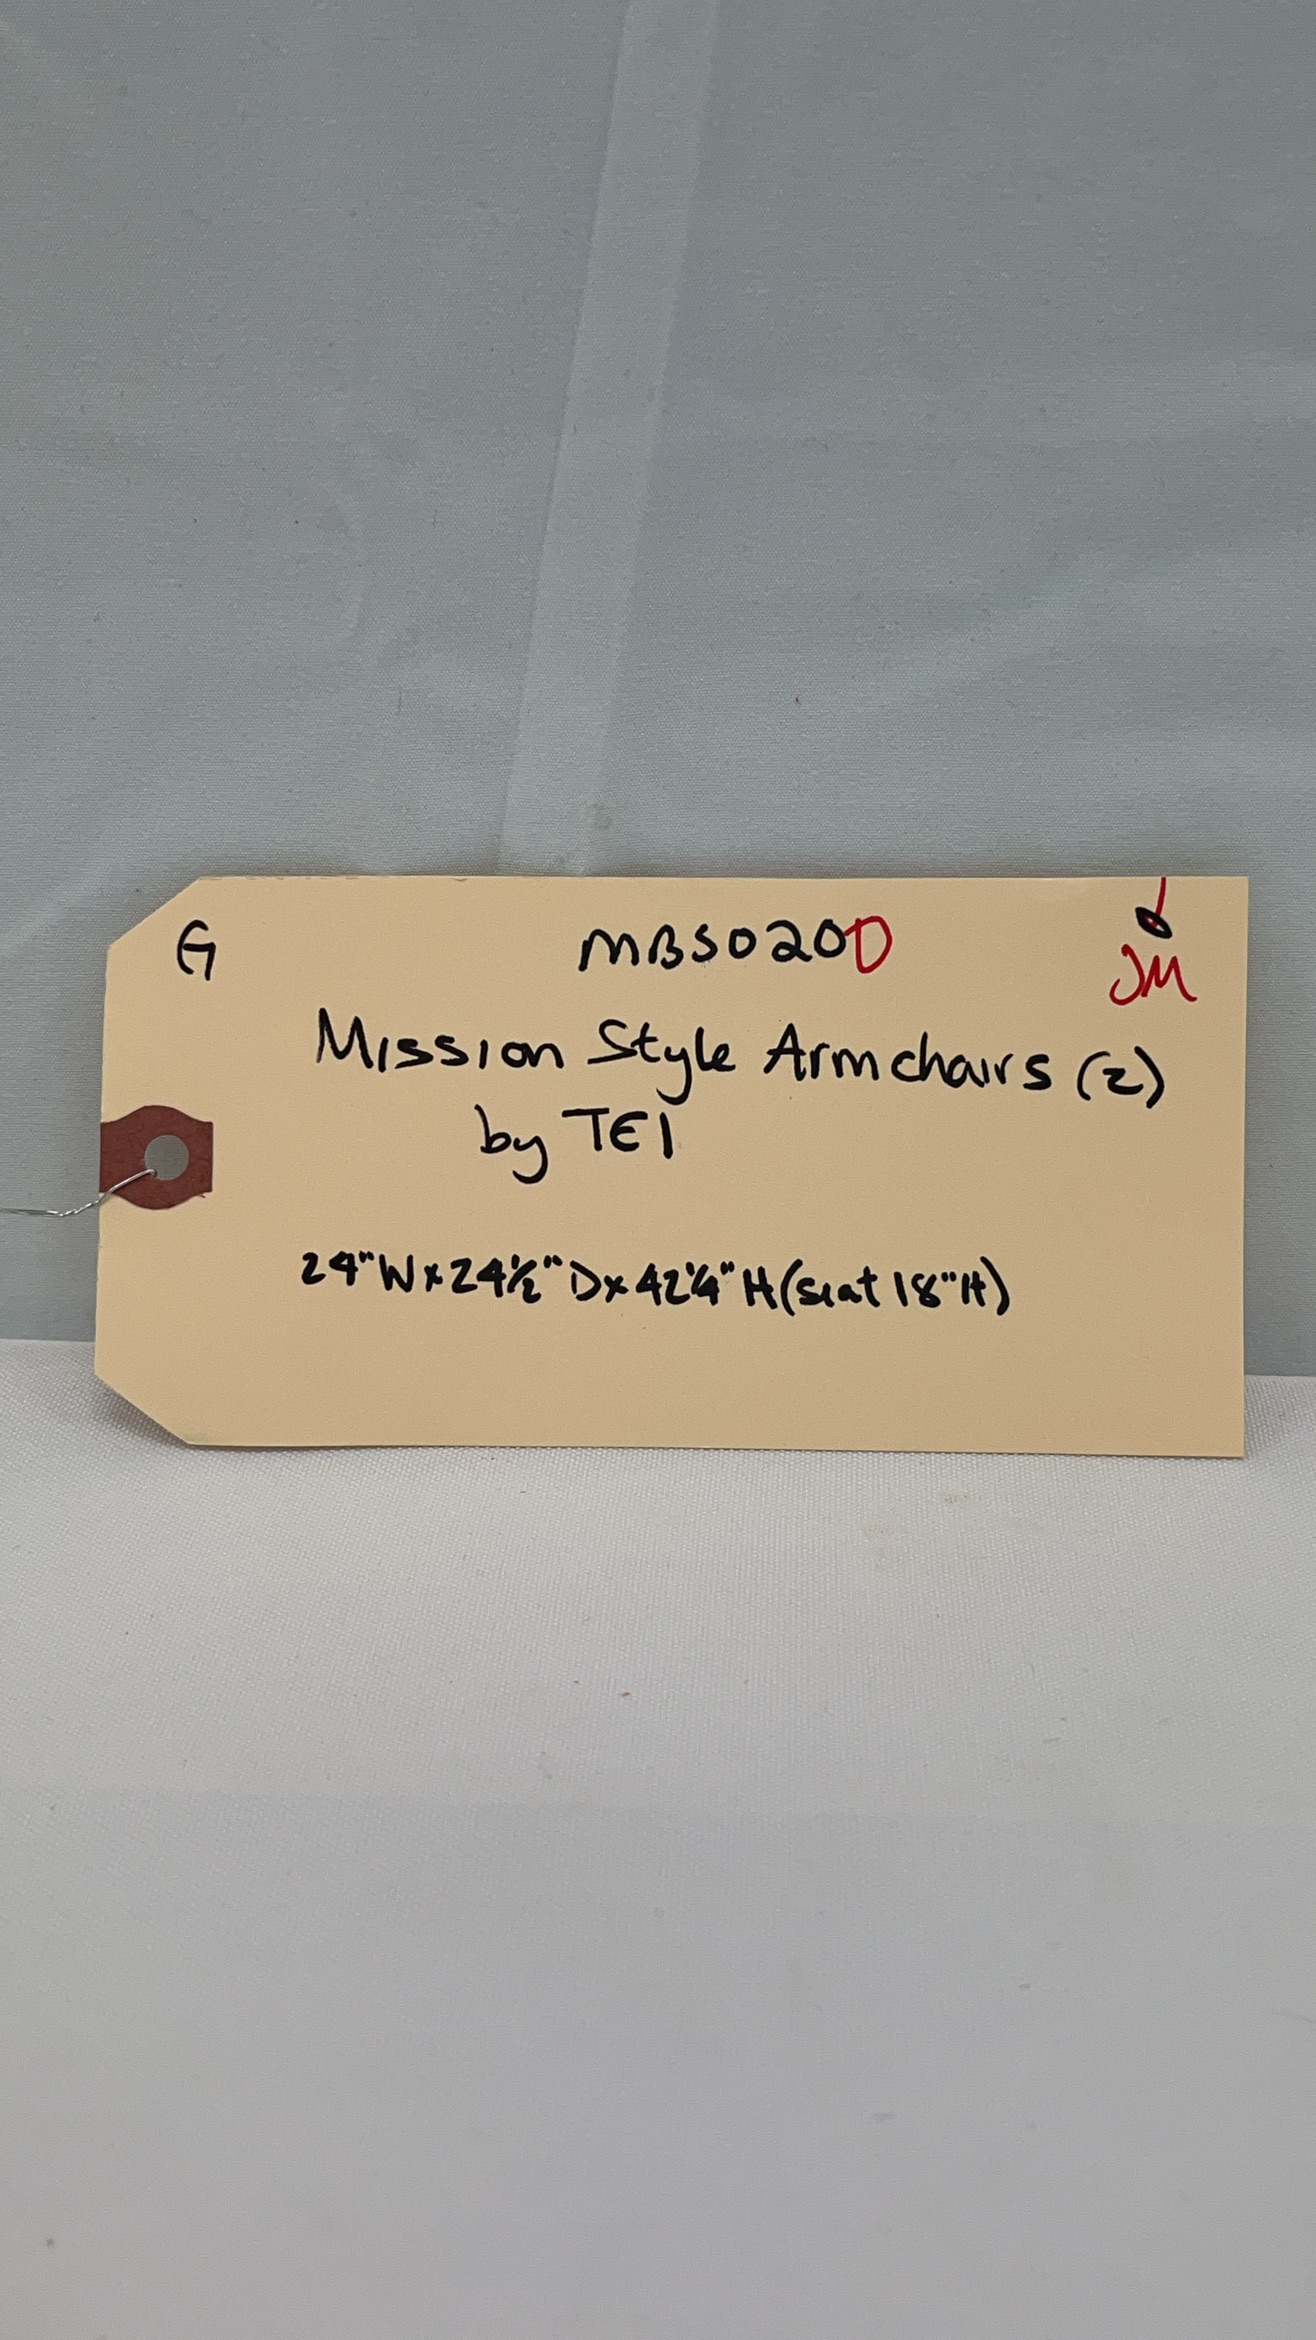 G
MBS020D
JM
Mission Style Armchairs (2)
by TEI
24"W x 24½" D x 42¼" H (seat 18" H)